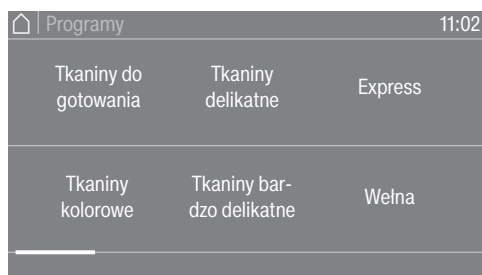 Programy 11:02
Tkaniny do
gotowania
Tkaniny
delikatne
Express
Tkaniny
kolorowe
Tkaniny bar-
dzo delikatne
Wełna